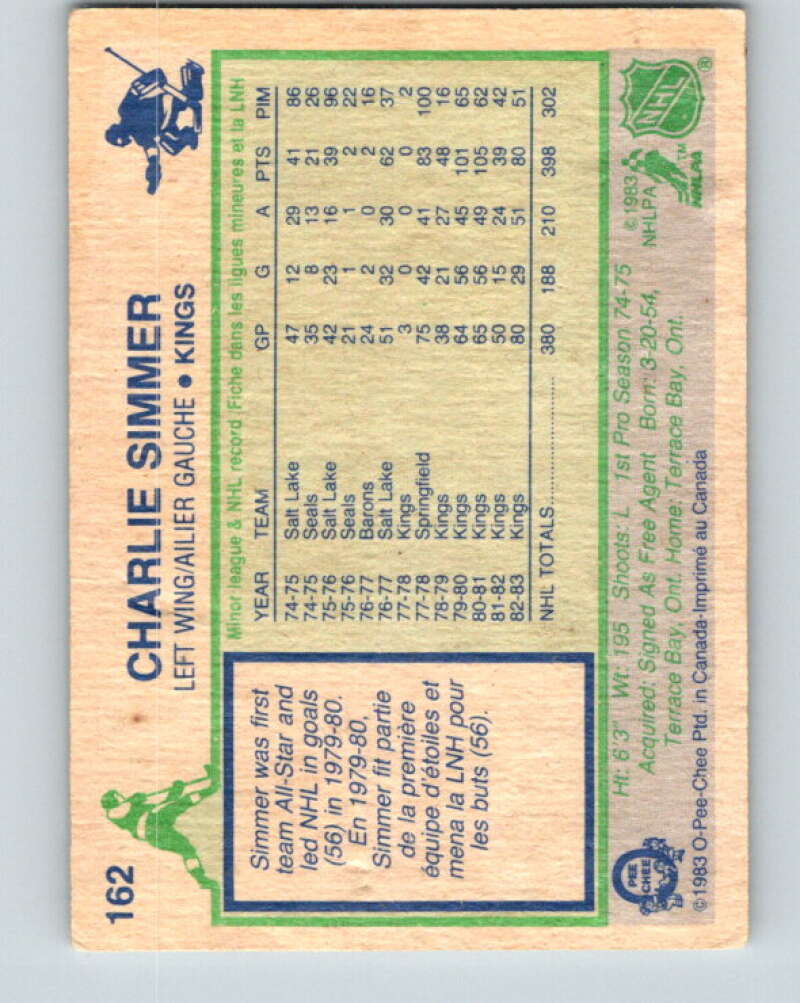 162
CHARLIE SIMMER
LEFT WING/AILIER GAUCHE • KINGS
Simmer was first
team All-Star and
led NHL in goals
(56) in 1979-80.
En 1979-80,
Simmer fit partie
de la première
équipe d'étoiles et
mena la LNH pour
les buts (56).
Minor league & NHL record/Fiche dans les ligues mineures et la LNH
YEAR TEAM GP G A PTS PIM
74-75 Salt Lake 47 12 29 41 86
74-75 Seals 35 8 13 21 26
75-76 Salt Lake 42 23 16 39 96
75-76 Seals 21 1 1 2 22
76-77 Barons 24 2 0 2 16
76-77 Salt Lake 51 32 30 62 37
77-78 Kings 3 0 0 0 2
77-78 Springfield 75 42 41 83 100
78-79 Kings 38 21 27 48 16
79-80 Kings 64 56 45 101 65
80-81 Kings 65 56 49 105 62
81-82 Kings 50 15 24 39 42
82-83 Kings 80 29 51 80 51
NHL TOTALS.................... 380 188 210 398 302
Ht: 6'3" Wt: 195 Shoots: L 1st Pro Season 74-75
Acquired: Signed As Free Agent Born: 3-20-54,
Terrace Bay, Ont. Home: Terrace Bay, Ont.
©1983 O-Pee-Chee Ptd. in Canada-Imprimé au Canada
O
PEE
CHEE
©1983
NHLPA
NHLPA
TM
NHL
®